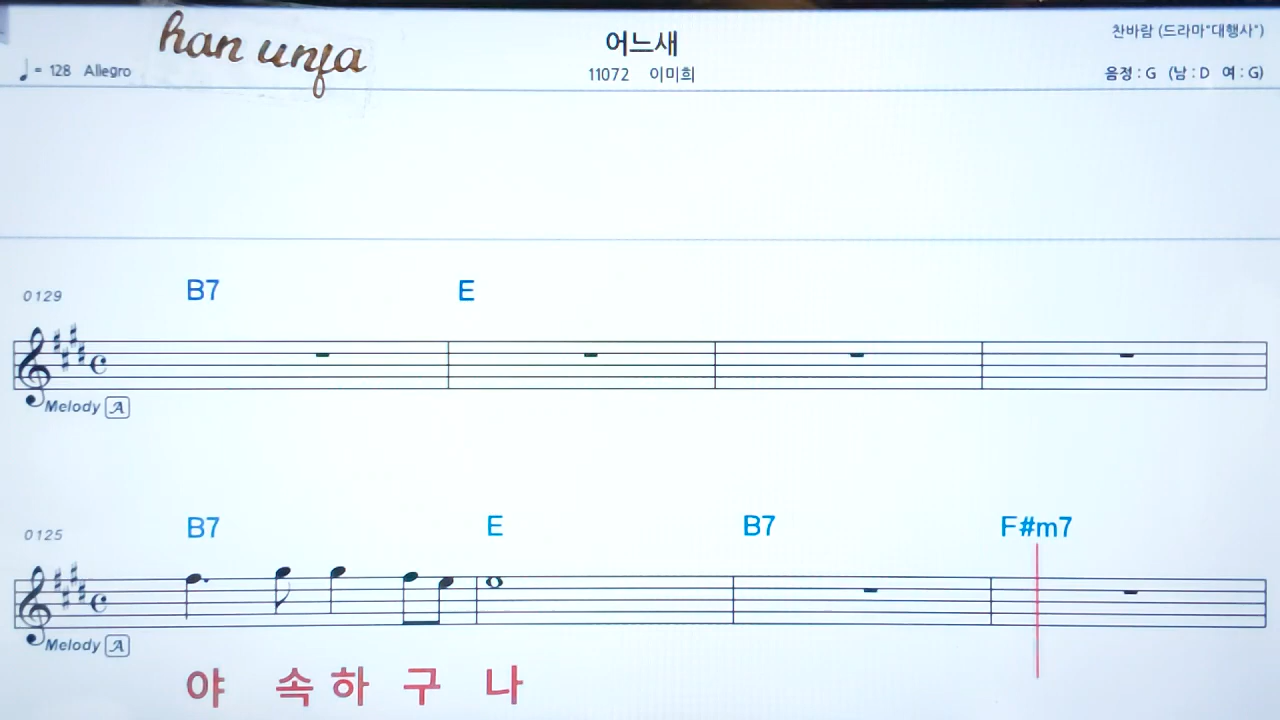 han unfa
어느새
찬바람 (드라마"대행사")
♩ = 128 Allegro
11072 이미희
음정 : G (남 : D 여 : G)
0129 B7 E
Melody A
0125 B7 E B7 F#m7
Melody A
야 속 하 구 나